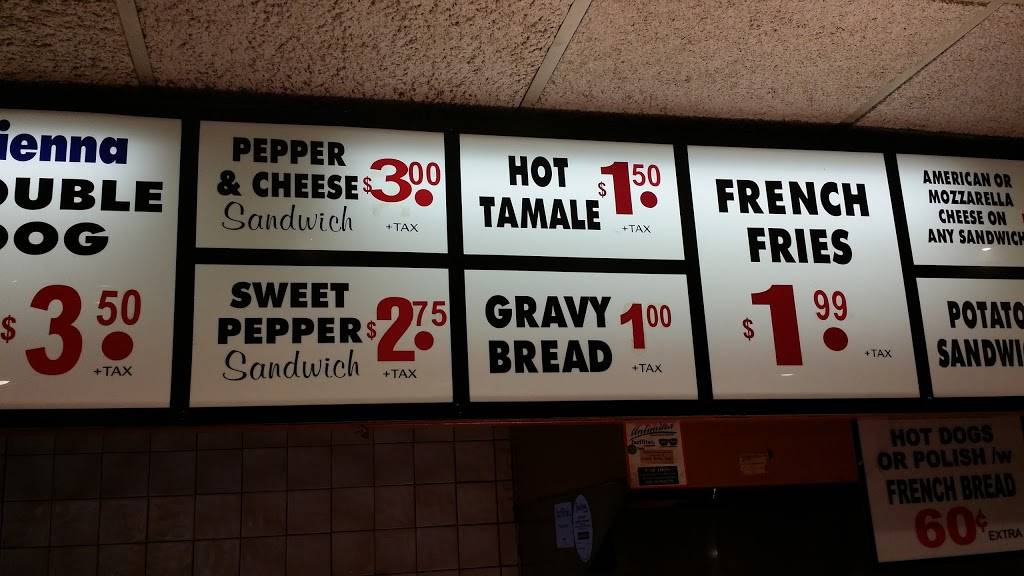 ienna
OUBLE
OOG
$3.50
+TAX
PEPPER
& CHEESE $3.00
Sandwich
+TAX
SWEET
PEPPER $2.75
Sandwich
+TAX
HOT
TAMALE $1.50
+TAX
GRAVY
BREAD 1.00
+TAX
FRENCH
FRIES
$1.99
+TAX
AMERICAN OR
MOZZARELLA
CHEESE ON
ANY SANDWICH
POTATO
SANDWI
HOT DOGS
OR POLISH /w
FRENCH BREAD
60¢
EXTRA
Unlimited